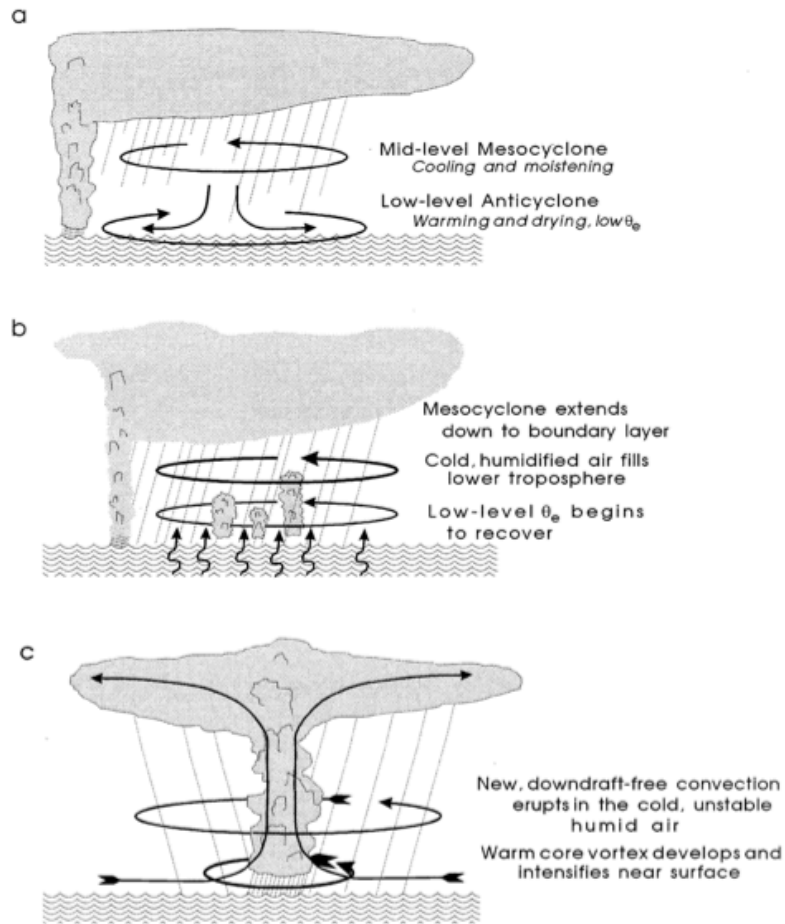 a
Mid-level Mesocyclone
Cooling and moistening
Low-level Anticyclone
Warming and drying, low θe
b
Mesocyclone extends
down to boundary layer
Cold, humidified air fills
lower troposphere
Low-level θe begins
to recover
c
New, downdraft-free convection
erupts in the cold, unstable
humid air
Warm core vortex develops and
intensifies near surface